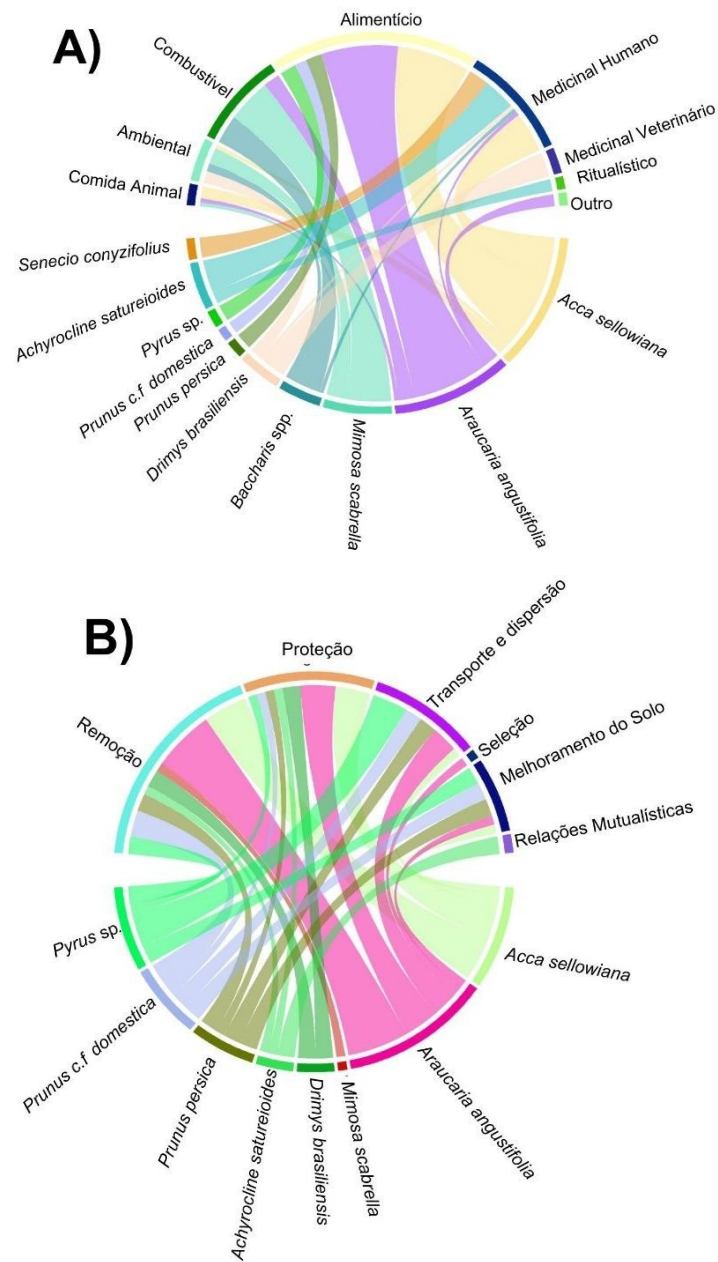 A)
Alimentício
Combustível
Medicinal Humano
Ambiental
Medicinal Veterinário
Comida Animal
Ritualístico
Outro
Senecio conyzifolius
Acca sellowiana
Achyrocline satureioides
Pyrus sp.
Prunus c.f domestica
Prunus persica
Drimys brasiliensis
Baccharis spp.
Mimosa scabrella
Araucaria angustifolia
B)
Proteção
Transporte e dispersão
Remoção
Seleção
Melhoramento do Solo
Relações Mutualísticas
Pyrus sp.
Acca sellowiana
Prunus c.f domestica
Prunus persica
Achyrocline satureioides
Drimys brasiliensis
Mimosa scabrella
Araucaria angustifolia